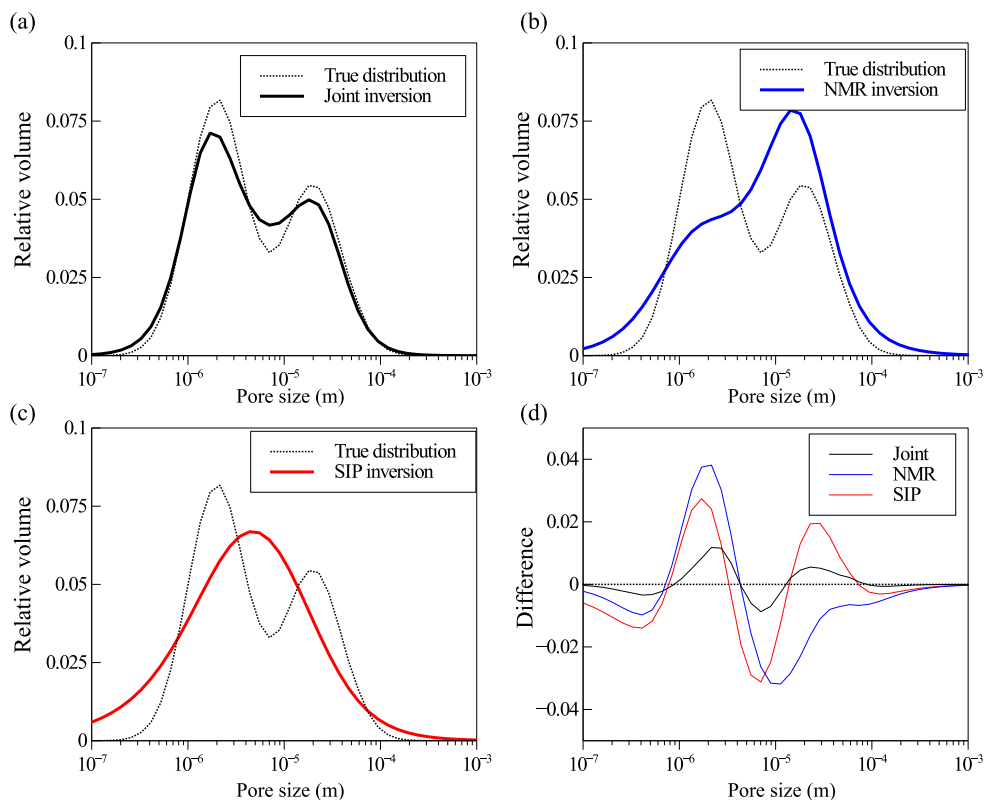 (a)
0.1
0.075
0.05
0.025
0
Relative volume
True distribution
Joint inversion
10⁻⁷ 10⁻⁶ 10⁻⁵ 10⁻⁴ 10⁻³
Pore size (m)
(b)
0.1
0.075
0.05
0.025
0
Relative volume
True distribution
NMR inversion
10⁻⁷ 10⁻⁶ 10⁻⁵ 10⁻⁴ 10⁻³
Pore size (m)
(c)
0.1
0.075
0.05
0.025
0
Relative volume
True distribution
SIP inversion
10⁻⁷ 10⁻⁶ 10⁻⁵ 10⁻⁴ 10⁻³
Pore size (m)
(d)
0.04
0.02
0
−0.02
−0.04
Difference
Joint
NMR
SIP
10⁻⁷ 10⁻⁶ 10⁻⁵ 10⁻⁴ 10⁻³
Pore size (m)